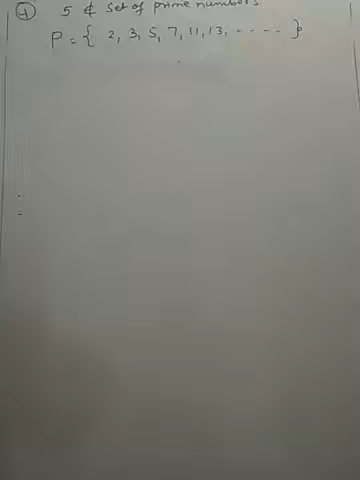 ④ 5 ⊄ Set of prime numbers
P = { 2, 3, 5, 7, 11, 13, ..... }